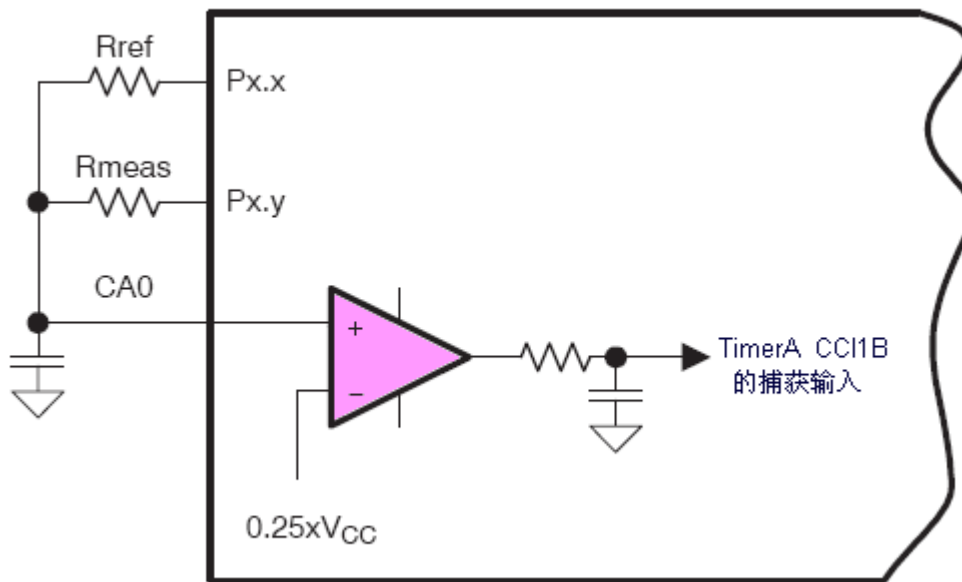 Rref
Px.x
Rmeas
Px.y
CA0
+
−
TimerA CCI1B
的捕获输入
0.25xVCC